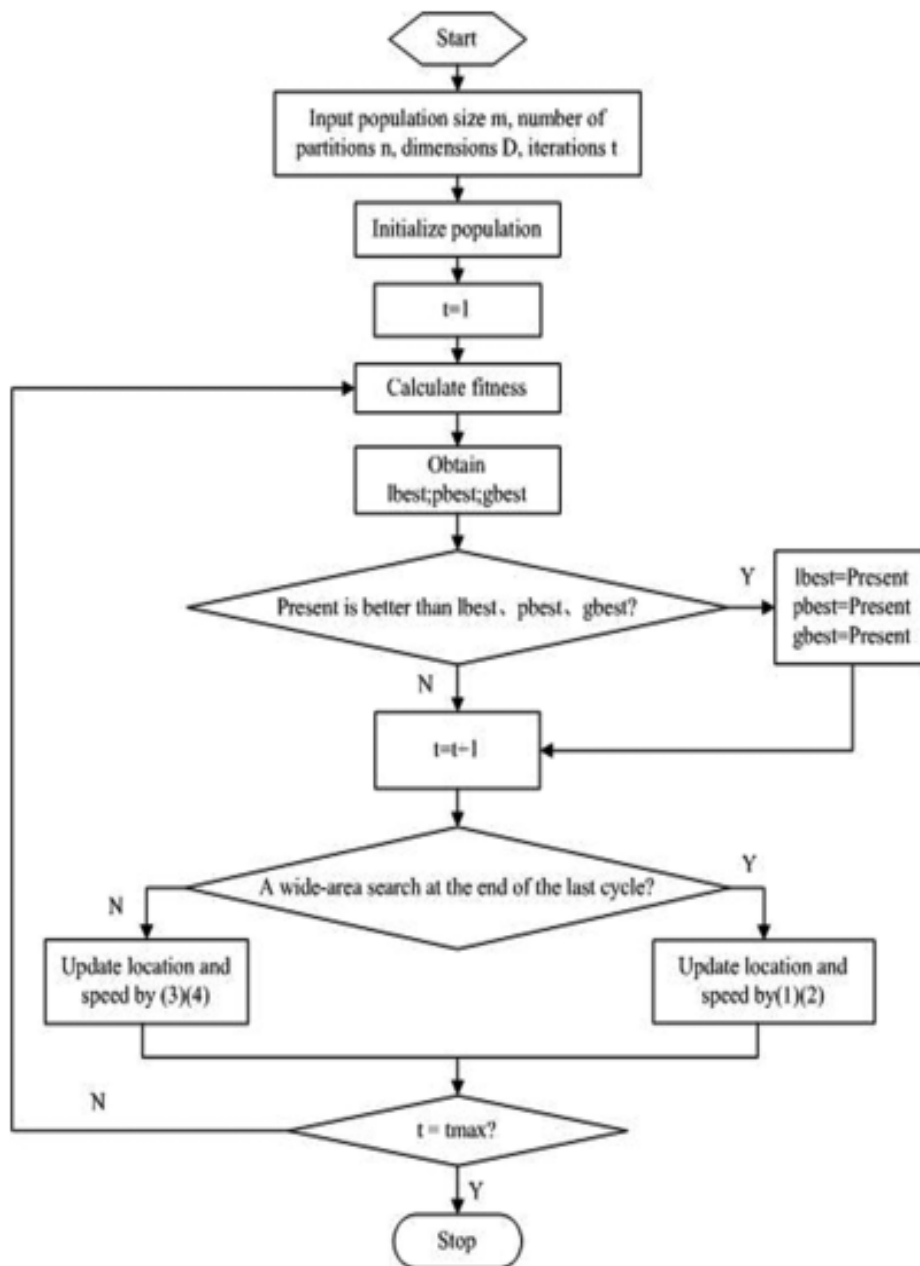 Start
Input population size m, number of
partitions n, dimensions D, iterations t
Initialize population
t=1
Calculate fitness
Obtain
lbest;pbest;gbest
Present is better than lbest、pbest、gbest?
Y
lbest=Present
pbest=Present
gbest=Present
N
t=t+1
A wide-area search at the end of the last cycle?
Y
N
Update location and
speed by (3)(4)
Update location and
speed by(1)(2)
N
t = tmax?
Y
Stop